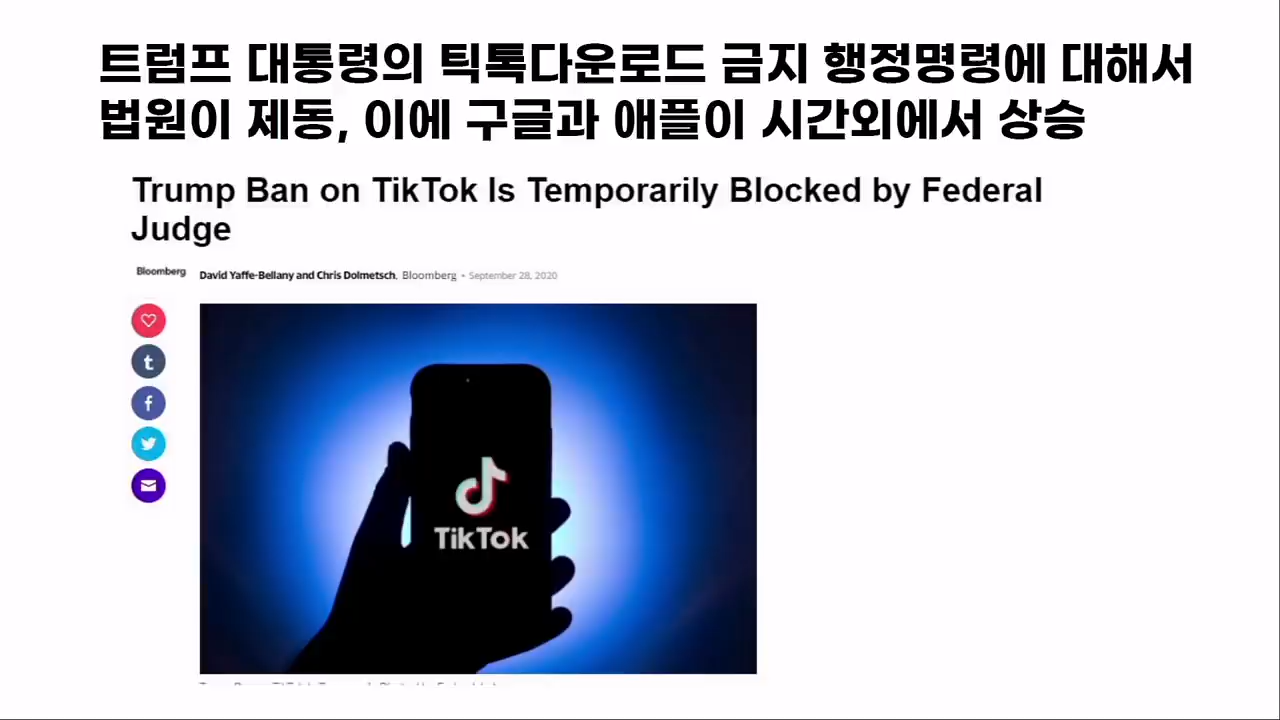 트럼프 대통령의 틱톡다운로드 금지 행정명령에 대해서
법원이 제동, 이에 구글과 애플이 시간외에서 상승
Trump Ban on TikTok Is Temporarily Blocked by Federal
Judge
Bloomberg
David Yaffe-Bellany and Chris Dolmetsch, Bloomberg • September 28, 2020
TikTok